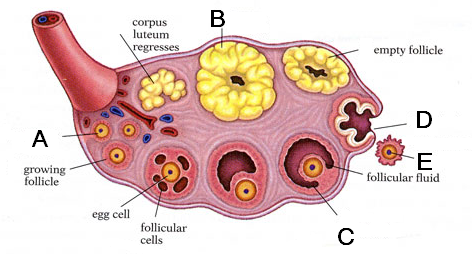 B
corpus
luteum
regresses
empty follicle
D
A
E
growing
follicle
follicular fluid
egg cell
follicular
cells
C